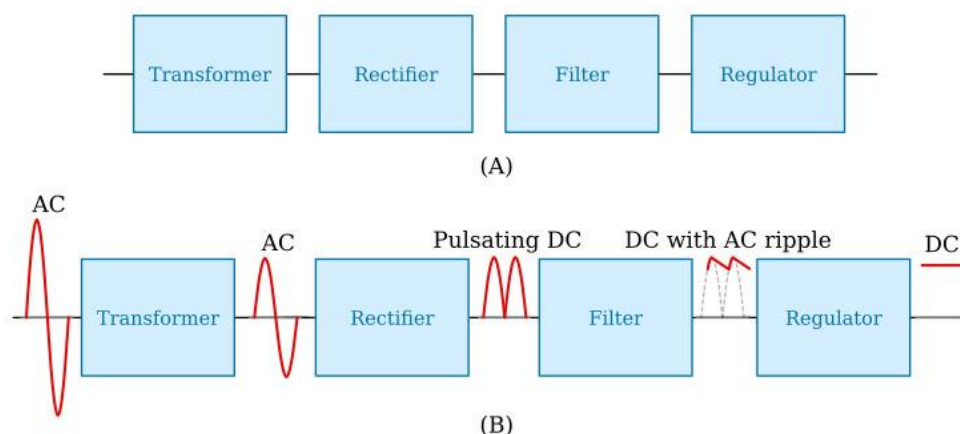 Transformer Rectifier Filter Regulator
(A)
AC
AC
Pulsating DC DC with AC ripple DC
Transformer Rectifier Filter Regulator
(B)